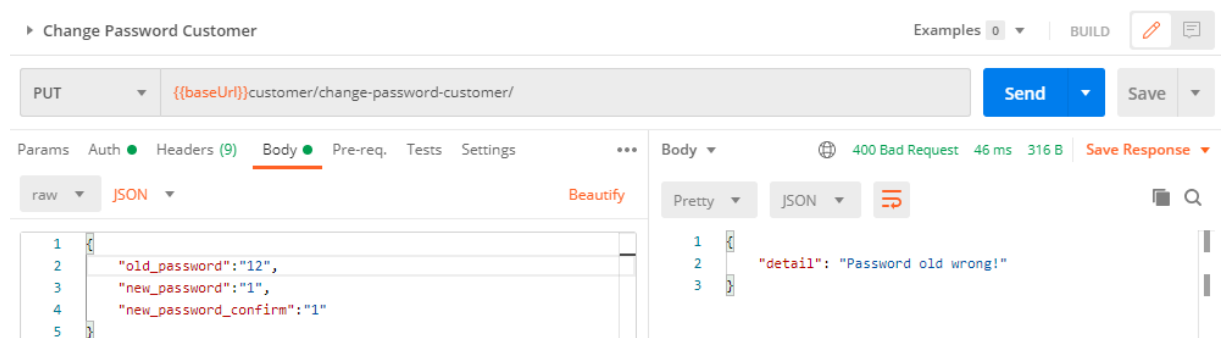 Change Password Customer
Examples 0 BUILD
PUT {{baseUrl}}customer/change-password-customer/ Send Save
Params Auth Headers (9) Body Pre-req. Tests Settings
raw JSON Beautify
1 {
2 "old_password":"12",
3 "new_password":"1",
4 "new_password_confirm":"1"
5 }
Body 400 Bad Request 46 ms 316 B Save Response
Pretty JSON
1 {
2 "detail": "Password old wrong!"
3 }